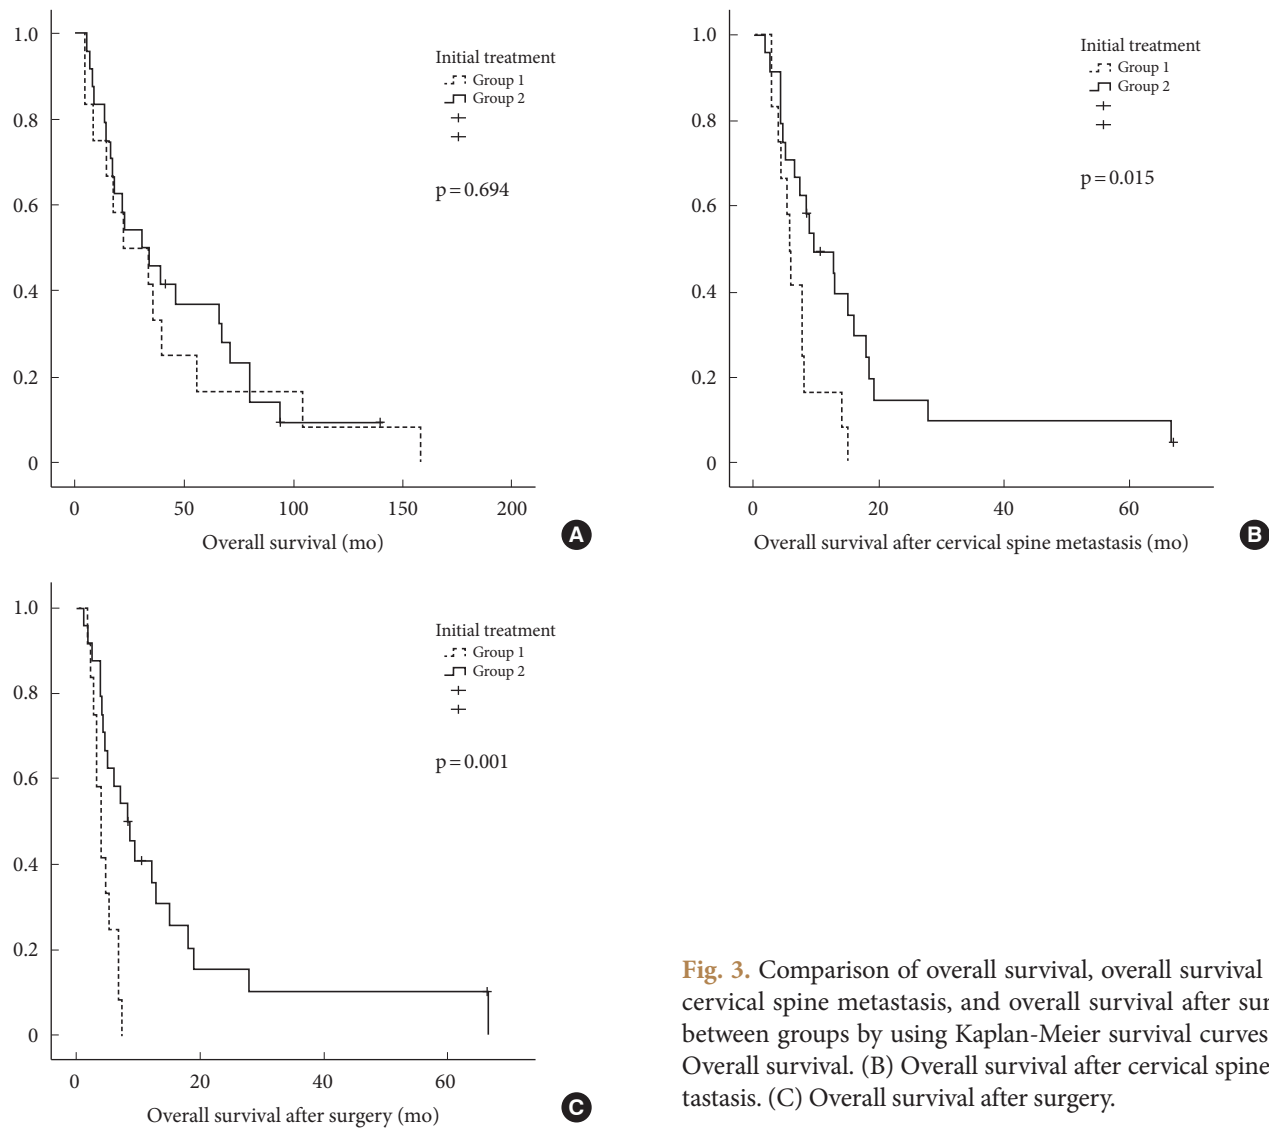 1.0
0.8
0.6
0.4
0.2
0
Initial treatment
Group 1
Group 2
p=0.694
0
50
100
150
200
Overall survival (mo)
A
1.0
0.8
0.6
0.4
0.2
0
Initial treatment
Group 1
Group 2
p=0.015
0
20
40
60
Overall survival after cervical spine metastasis (mo)
B
1.0
0.8
0.6
0.4
0.2
0
Initial treatment
Group 1
Group 2
p=0.001
0
20
40
60
Overall survival after surgery (mo)
C
Fig. 3. Comparison of overall survival, overall survival
cervical spine metastasis, and overall survival after sur
between groups by using Kaplan-Meier survival curves
Overall survival. (B) Overall survival after cervical spine
tastasis. (C) Overall survival after surgery.